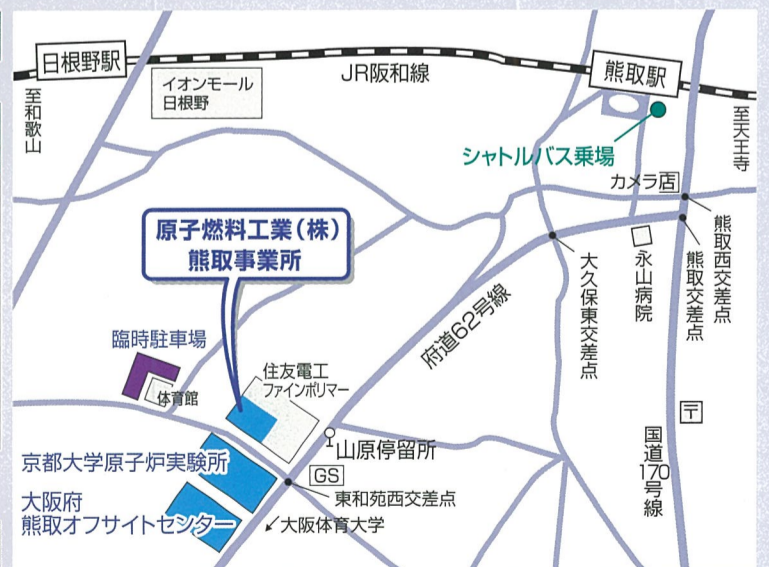 日根野駅
イオンモール
日根野
JR阪和線
熊取駅
至和歌山
至天王寺
シャトルバス乗場
カメラ店
熊取西交差点
熊取交差点
永山病院
大久保東交差点
原子燃料工業（株）
熊取事業所
府道62号線
臨時駐車場
体育館
住友電工
ファインポリマー
〒
国道170号線
山原停留所
GS
京都大学原子炉実験所
東和苑西交差点
大阪府
熊取オフサイトセンター
↙大阪体育大学